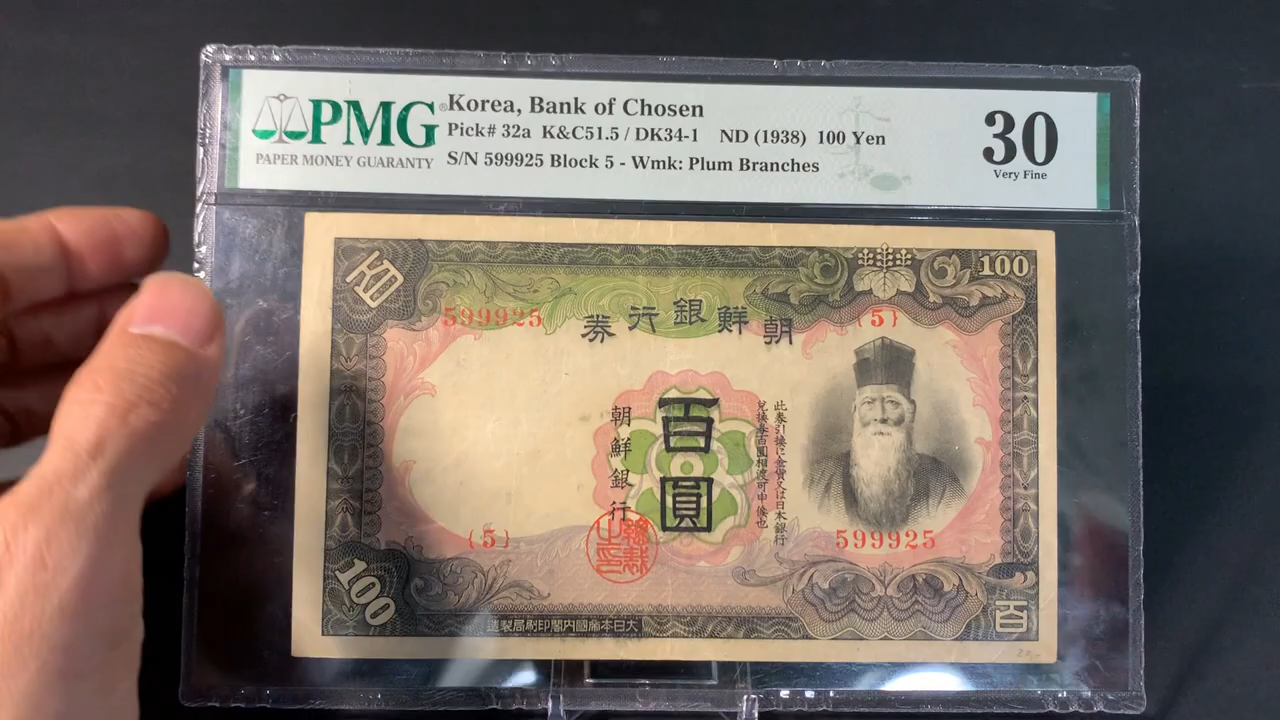 PMG®
PAPER MONEY GUARANTY
Korea, Bank of Chosen
Pick# 32a K&C51.5 / DK34-1 ND (1938) 100 Yen
S/N 599925 Block 5 - Wmk: Plum Branches
30
Very Fine
100
599925
{5}
券行銀鮮朝
百圓
朝鮮銀行
此券引換に金貨又は日本銀行
兌換券百圓相渡可申候也
{5}
599925
100
百
造製局刷印閣内國帝本日大